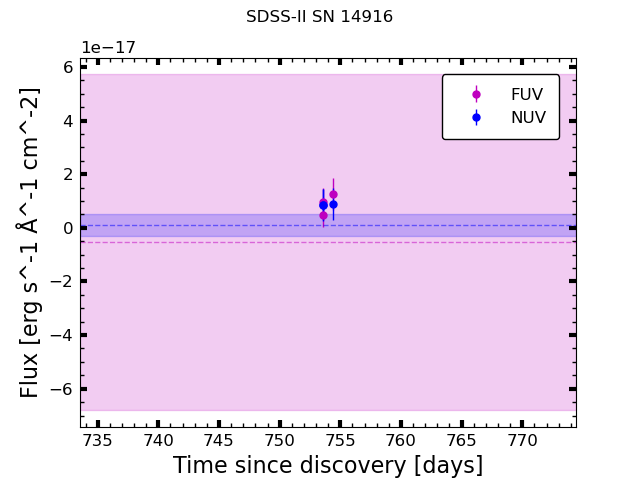 SDSS-II SN 14916
1e−17
FUV
NUV
6
4
2
0
−2
−4
−6
Flux [erg s^-1 Å^-1 cm^-2]
735 740 745 750 755 760 765 770
Time since discovery [days]